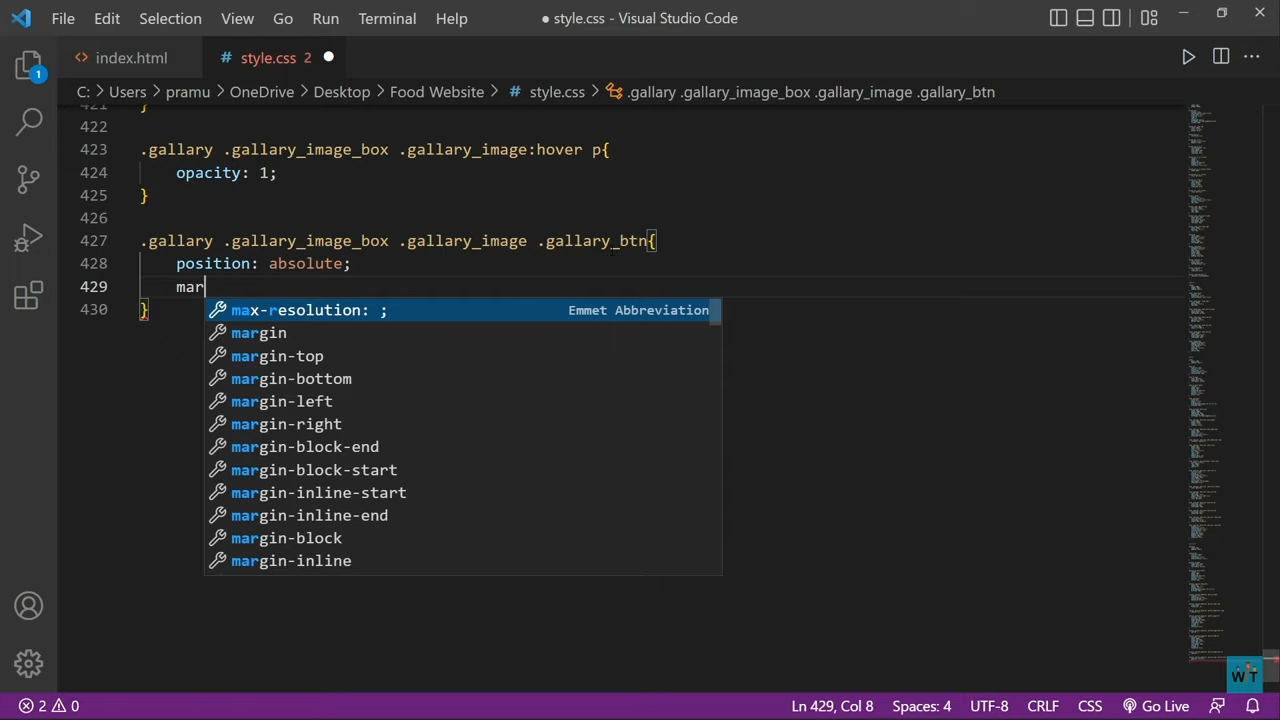 File Edit Selection View Go Run Terminal Help ● style.css - Visual Studio Code
index.html # style.css 2
C: > Users > pramu > OneDrive > Desktop > Food Website > # style.css > .gallary .gallary_image_box .gallary_image .gallary_btn
421 }
422
423 .gallary .gallary_image_box .gallary_image:hover p{
424 opacity: 1;
425 }
426
427 .gallary .gallary_image_box .gallary_image .gallary_btn{
428 position: absolute;
429 mar
430 }
max-resolution: ; Emmet Abbreviation
margin
margin-top
margin-bottom
margin-left
margin-right
margin-block-end
margin-block-start
margin-inline-start
margin-inline-end
margin-block
margin-inline
1
WT
2 0 Ln 429, Col 8 Spaces: 4 UTF-8 CRLF CSS Go Live